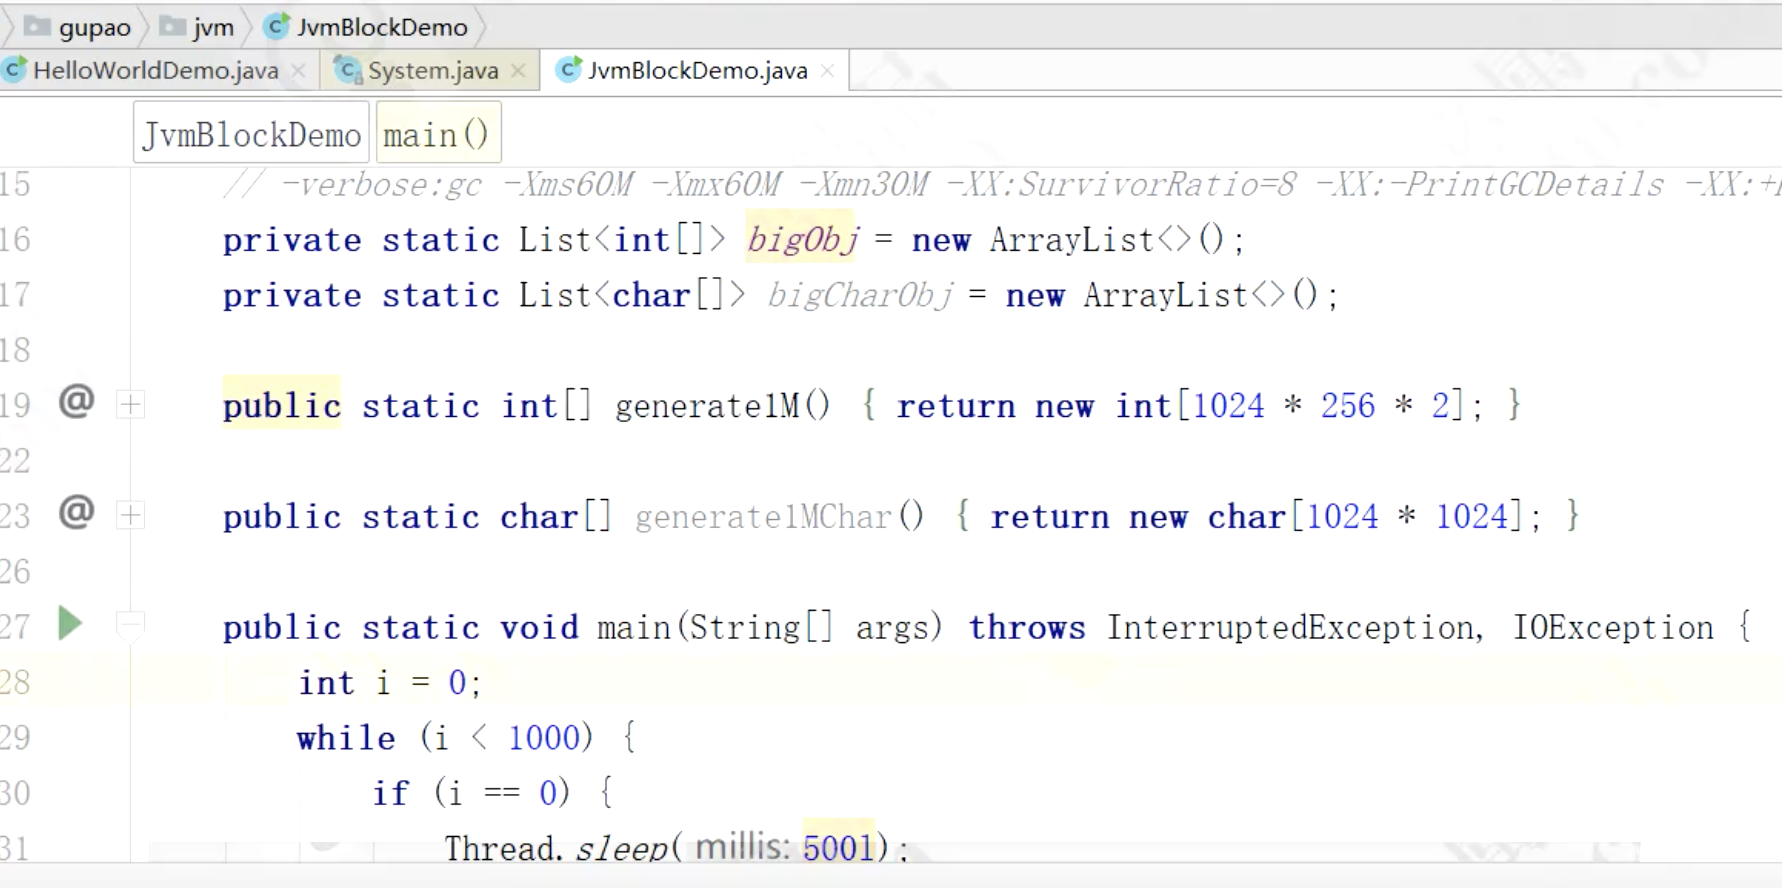 gupao jvm JvmBlockDemo
HelloWorldDemo.java × System.java × JvmBlockDemo.java ×
JvmBlockDemo main()
15 // -verbose:gc -Xms60M -Xmx60M -Xmn30M -XX:SurvivorRatio=8 -XX:-PrintGCDetails -XX:+
16 private static List<int[]> bigObj = new ArrayList<>();
17 private static List<char[]> bigCharObj = new ArrayList<>();
18
19 @ public static int[] generate1M() { return new int[1024 * 256 * 2]; }
22
23 @ public static char[] generate1MChar() { return new char[1024 * 1024]; }
26
27 public static void main(String[] args) throws InterruptedException, IOException {
28 int i = 0;
29 while (i < 1000) {
30 if (i == 0) {
31 Thread.sleep( millis: 500l);